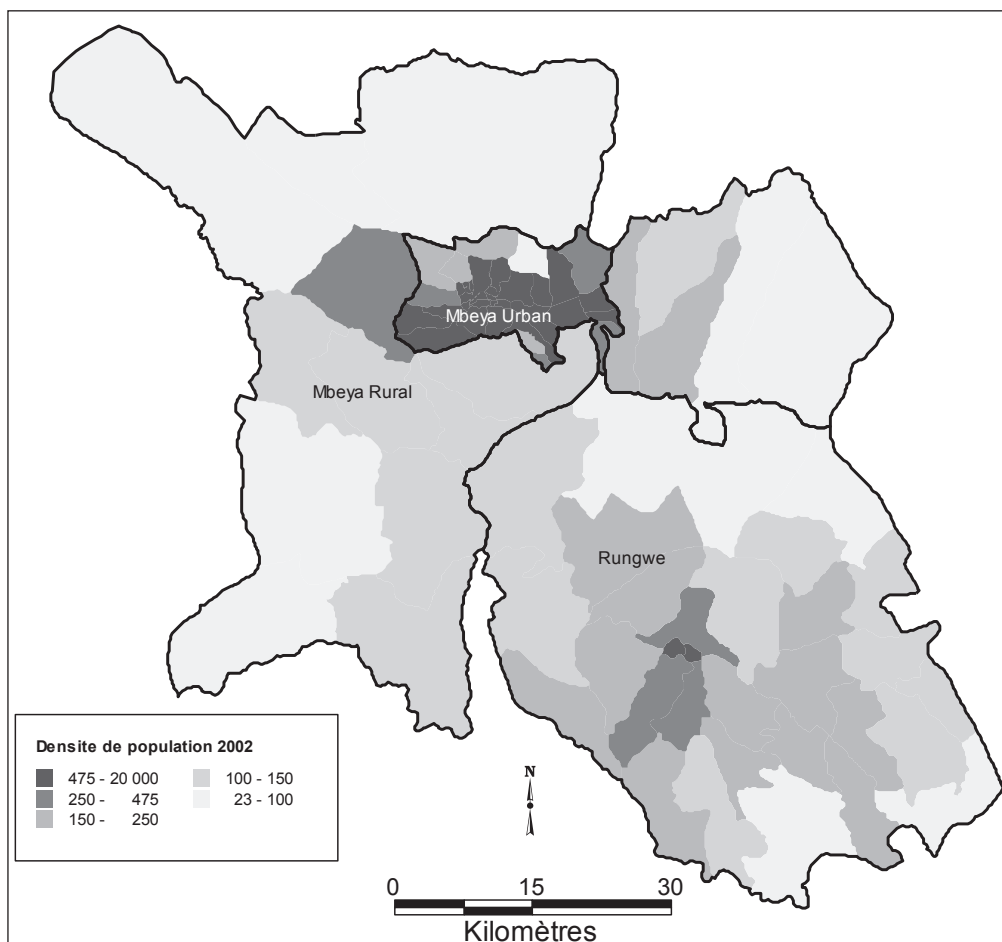 Mbeya Urban
Mbeya Rural
Rungwe
Densite de population 2002
475 - 20 000
250 - 475
150 - 250
100 - 150
23 - 100
N
0 15 30
Kilomètres